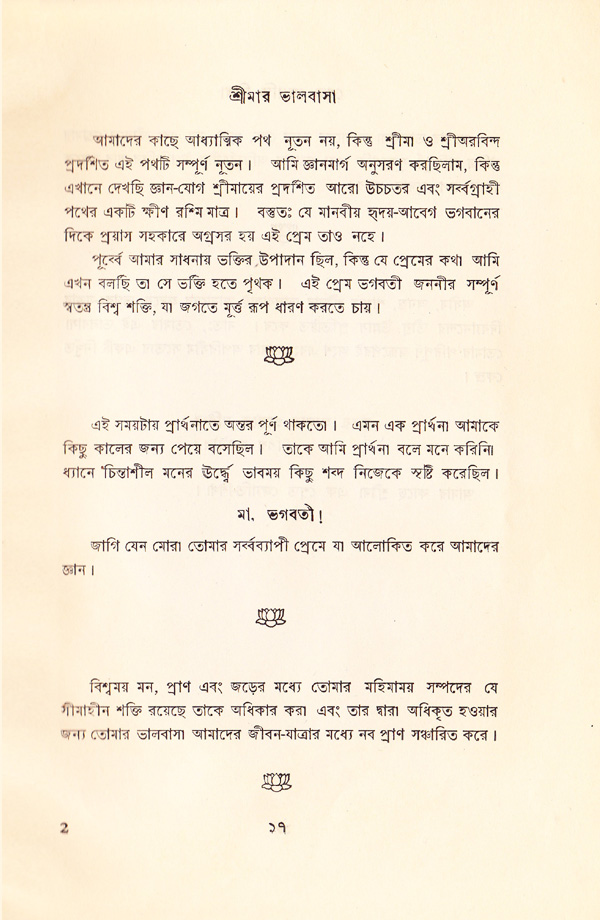 শ্রীমার ভালবাসা
আমাদের কাছে আধ্যাত্মিক পথ নূতন নয়, কিন্তু শ্রীমা ও শ্রীঅরবিন্দ
প্রদর্শিত এই পথটি সম্পূর্ণ নূতন। আমি জ্ঞানমার্গ অনুসরণ করছিলাম, কিন্তু
এখানে দেখছি জ্ঞান-যোগ শ্রীমায়ের প্রদর্শিত আরো উচচতর এবং সর্ব্বগ্রাহী
পথের একটি ক্ষীণ রশ্মি মাত্র। বস্তুতঃ যে মানবীয় হৃদয়-আবেগ ভগবানের
দিকে প্রয়াস সহকারে অগ্রসর হয় এই প্রেম তাও নহে।
পূর্ব্বে আমার সাধনায় ভক্তির উপাদান ছিল, কিন্তু যে প্রেমের কথা আমি
এখন বলছি তা সে ভক্তি হতে পৃথক। এই প্রেম ভগবতী জননীর সম্পূর্ণ
স্বতন্ত্র বিশ্ব শক্তি, যা জগতে মূর্ত্ত রূপ ধারণ করতে চায়।
এই সময়টায় প্রার্থনাতে অন্তর পূর্ণ থাকতো। এমন এক প্রার্থনা আমাকে
কিছু কালের জন্য পেয়ে বসেছিল। তাকে আমি প্রার্থনা বলে মনে করিনি।
ধ্যানে চিন্তাশীল মনের ঊর্দ্ধে ভাবময় কিছু শব্দ নিজেকে সৃষ্টি করেছিল।
মা, ভগবতী!
জাগি যেন মোরা তোমার সর্ব্বব্যাপী প্রেমে যা আলোকিত করে আমাদের
জ্ঞান।
বিশ্বময় মন, প্রাণ এবং জড়ের মধ্যে তোমার মহিমাময় সম্পদের যে
সীমাহীন শক্তি রয়েছে তাকে অধিকার করা এবং তার দ্বারা অধিকৃত হওয়ার
জন্য তোমার ভালবাসা আমাদের জীবন-যাত্রার মধ্যে নব প্রাণ সঞ্চারিত করে।
2 ১৭